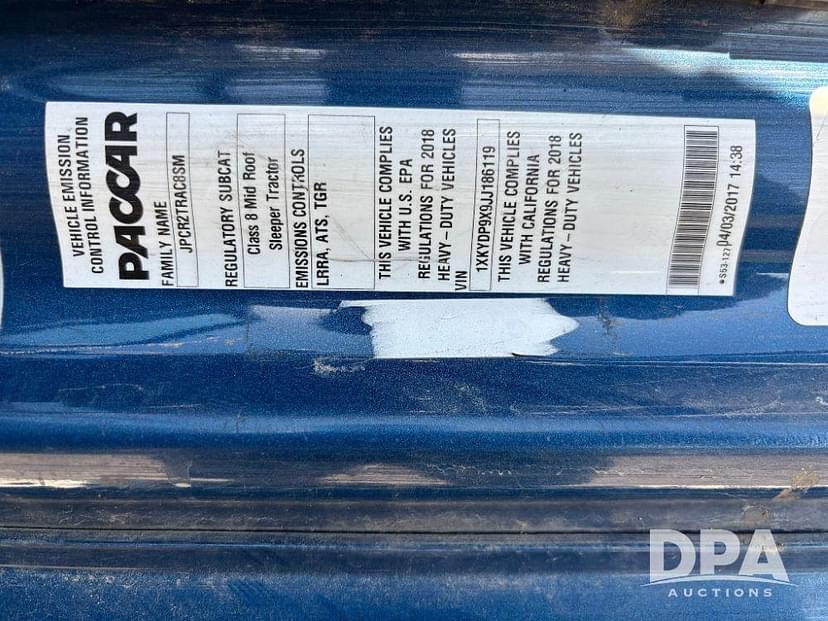 VEHICLE EMISSION
CONTROL INFORMATION
PACCAR
FAMILY NAME
JPCR2TRAC8SM
REGULATORY SUBCAT
Class 8 Mid Roof
Sleeper Tractor
EMISSIONS CONTROLS
LRRA, ATS, TGR
THIS VEHICLE COMPLIES
WITH U.S. EPA
REGULATIONS FOR 2018
HEAVY-DUTY VEHICLES
VIN
1XKYDP9X9JJ186119
THIS VEHICLE COMPLIES
WITH CALIFORNIA
REGULATIONS FOR 2018
HEAVY-DUTY VEHICLES
*S53-127 04/03/2017 14:38
DPA
AUCTIONS